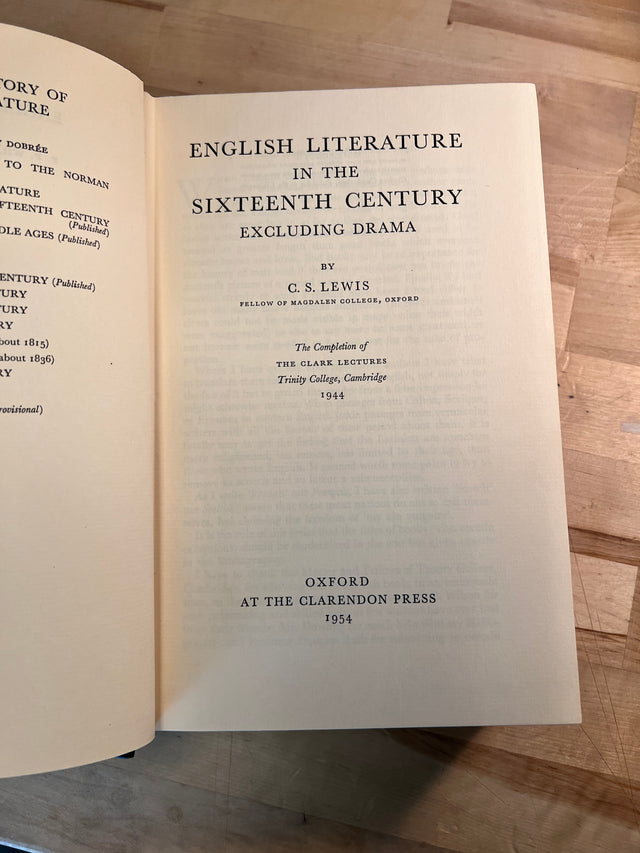 TORY OF
ATURE
DOBRÉE
TO THE NORMAN
ATURE
FTEENTH CENTURY
(Published)
DLE AGES (Published)
ENTURY (Published)
TURY
TURY
RY
bout 1815)
about 1836)
RY
rovisional)
ENGLISH LITERATURE
IN THE
SIXTEENTH CENTURY
EXCLUDING DRAMA
BY
C. S. LEWIS
FELLOW OF MAGDALEN COLLEGE, OXFORD
The Completion of
THE CLARK LECTURES
Trinity College, Cambridge
1944
OXFORD
AT THE CLARENDON PRESS
1954